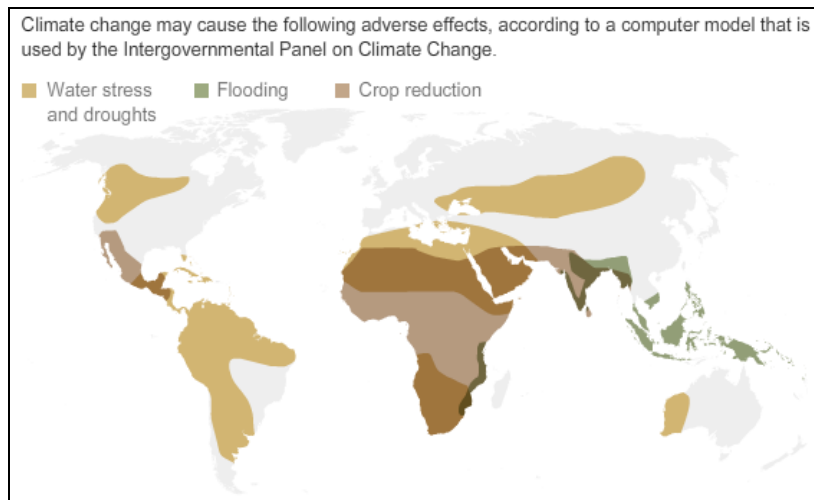 Climate change may cause the following adverse effects, according to a computer model that is
used by the Intergovernmental Panel on Climate Change.
Water stress
and droughts
Flooding
Crop reduction